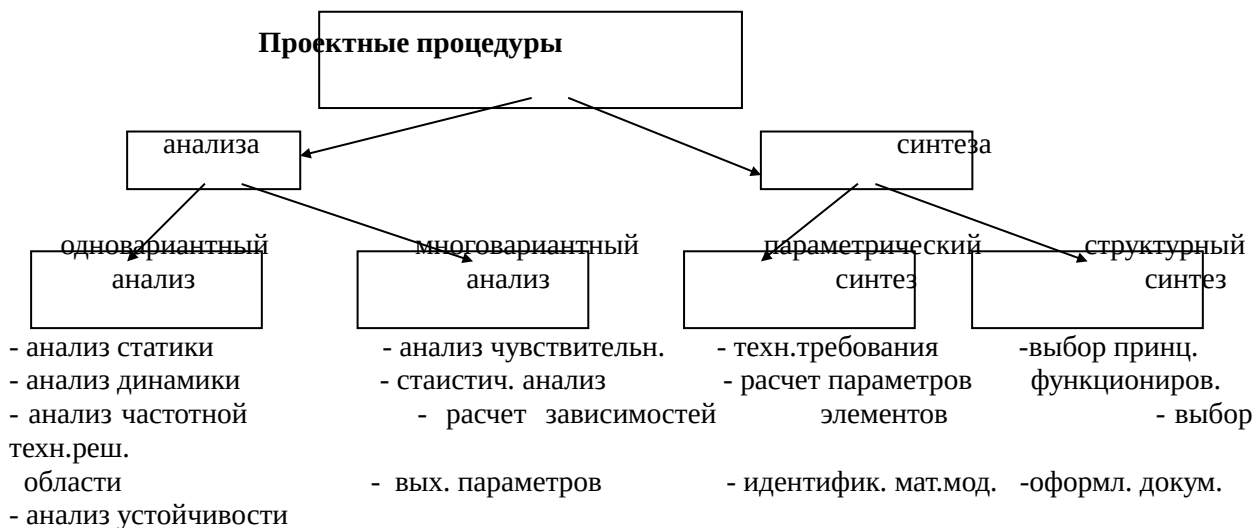 Проектные процедуры
анализа синтеза
одновариантный многовариантный параметрический структурный
анализ анализ синтез синтез
- анализ статики - анализ чувствительн. - техн.требования -выбор принц.
- анализ динамики - стаистич. анализ - расчет параметров функциониров.
- анализ частотной - расчет зависимостей элементов - выбор
техн.реш.
области - вых. параметров - идентифик. мат.мод. -оформл. докум.
- анализ устойчивости